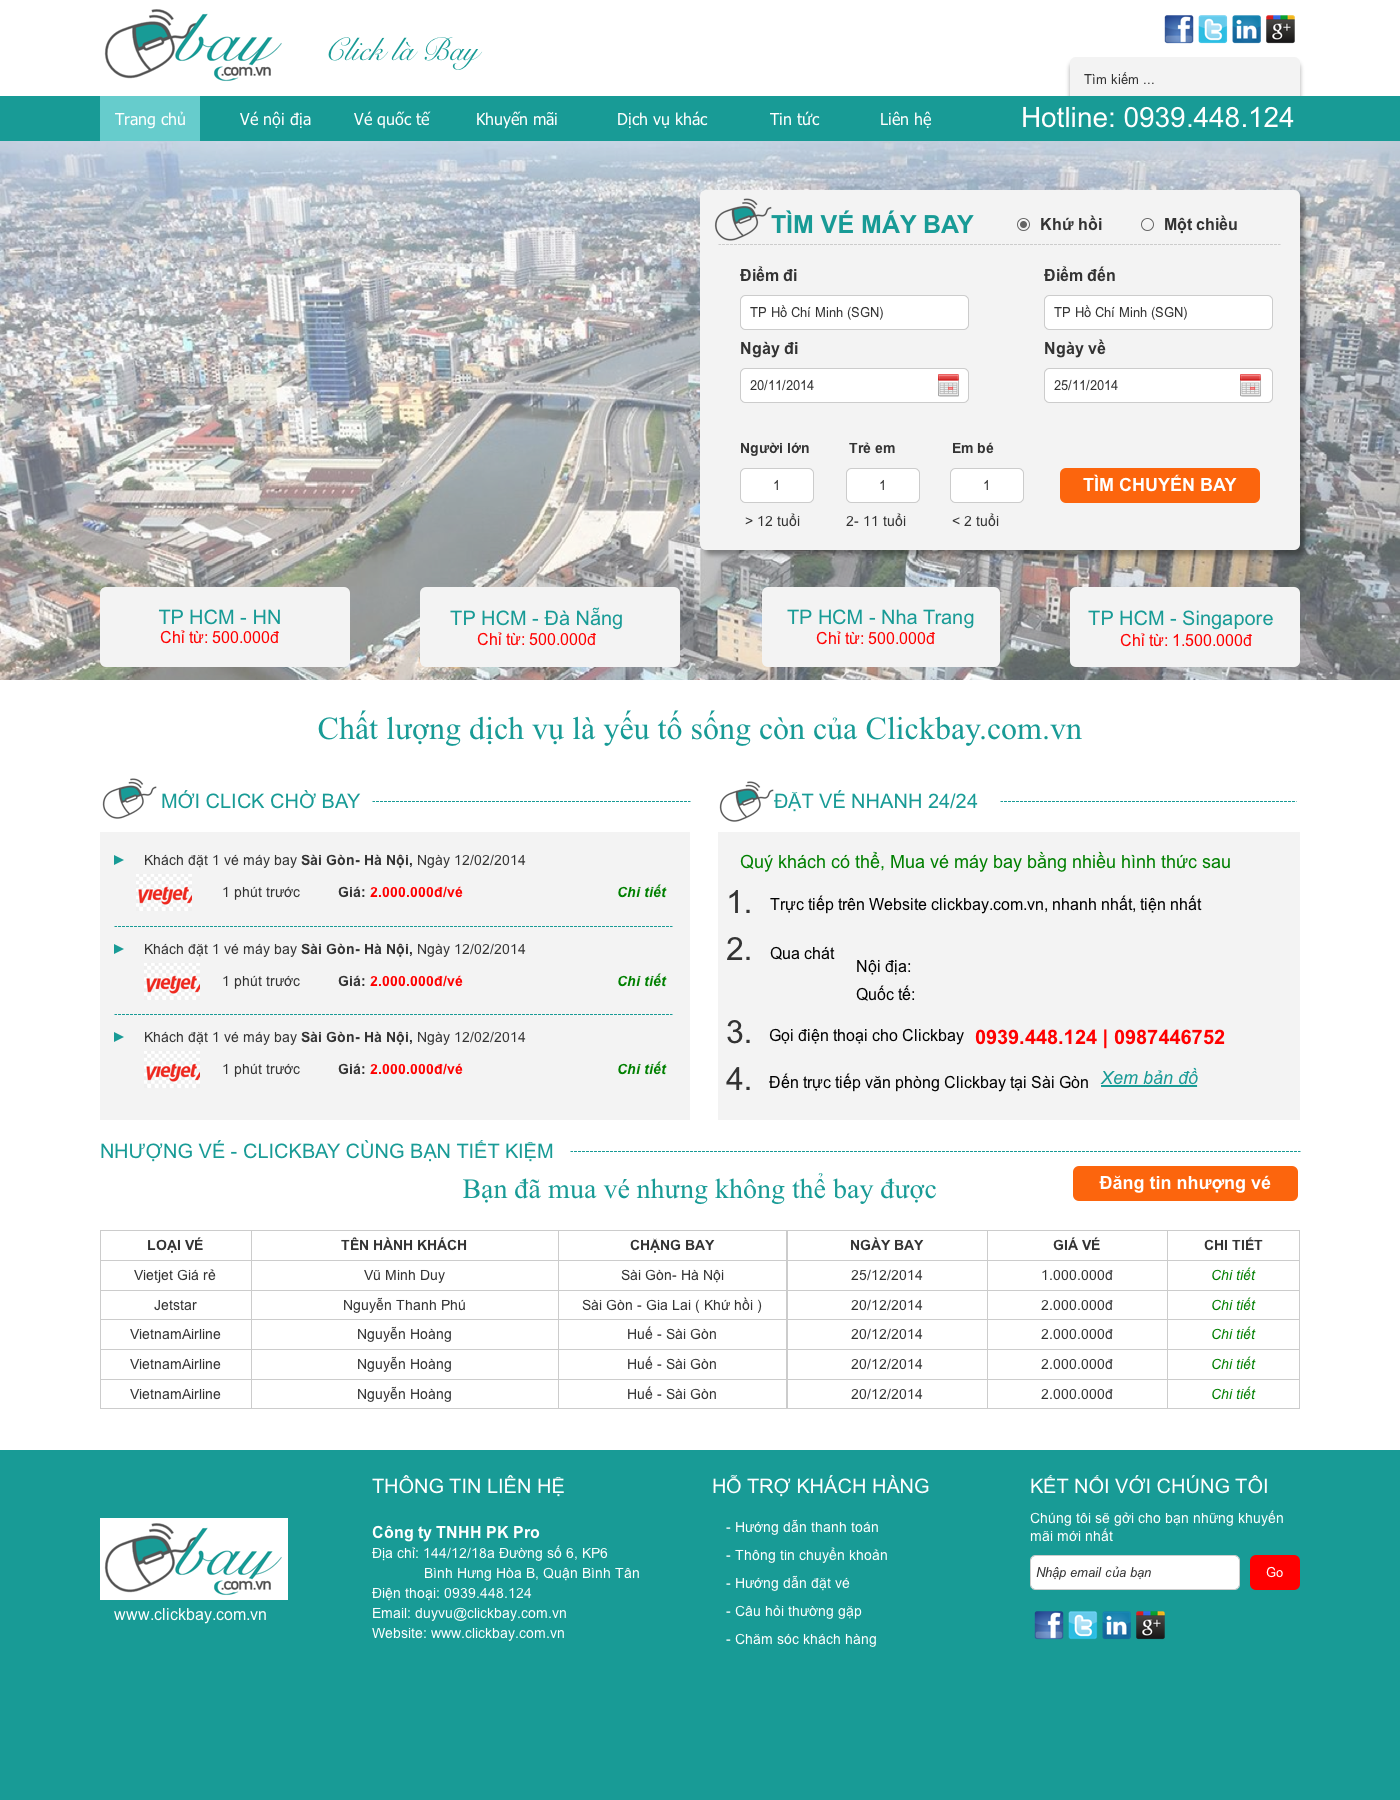 bay
.com.vn
Click là Bay
Tìm kiếm ...
Trang chủ Vé nội địa Vé quốc tế Khuyến mãi Dịch vụ khác Tin tức Liên hệ Hotline: 0939.448.124
TÌM VÉ MÁY BAY Khứ hồi Một chiều
Điểm đi Điểm đến
TP Hồ Chí Minh (SGN) TP Hồ Chí Minh (SGN)
Ngày đi Ngày về
20/11/2014 25/11/2014
Người lớn Trẻ em Em bé
1 1 1 TÌM CHUYẾN BAY
> 12 tuổi 2- 11 tuổi < 2 tuổi
TP HCM - HN TP HCM - Đà Nẵng TP HCM - Nha Trang TP HCM - Singapore
Chỉ từ: 500.000đ Chỉ từ: 500.000đ Chỉ từ: 500.000đ Chỉ từ: 1.500.000đ
Chất lượng dịch vụ là yếu tố sống còn của Clickbay.com.vn
MỚI CLICK CHỜ BAY
Khách đặt 1 vé máy bay Sài Gòn- Hà Nội, Ngày 12/02/2014
vietjet 1 phút trước Giá: 2.000.000đ/vé Chi tiết
Khách đặt 1 vé máy bay Sài Gòn- Hà Nội, Ngày 12/02/2014
vietjet 1 phút trước Giá: 2.000.000đ/vé Chi tiết
Khách đặt 1 vé máy bay Sài Gòn- Hà Nội, Ngày 12/02/2014
vietjet 1 phút trước Giá: 2.000.000đ/vé Chi tiết
ĐẶT VÉ NHANH 24/24
Quý khách có thể, Mua vé máy bay bằng nhiều hình thức sau
1. Trực tiếp trên Website clickbay.com.vn, nhanh nhất, tiện nhất
2. Qua chát
Nội địa:
Quốc tế:
3. Gọi điện thoại cho Clickbay 0939.448.124 | 0987446752
4. Đến trực tiếp văn phòng Clickbay tại Sài Gòn Xem bản đồ
NHƯỢNG VÉ - CLICKBAY CÙNG BẠN TIẾT KIỆM
Bạn đã mua vé nhưng không thể bay được Đăng tin nhượng vé
LOẠI VÉ TÊN HÀNH KHÁCH CHẶNG BAY NGÀY BAY GIÁ VÉ CHI TIẾT
Vietjet Giá rẻ Vũ Minh Duy Sài Gòn- Hà Nội 25/12/2014 1.000.000đ Chi tiết
Jetstar Nguyễn Thanh Phú Sài Gòn - Gia Lai ( Khứ hồi ) 20/12/2014 2.000.000đ Chi tiết
VietnamAirline Nguyễn Hoàng Huế - Sài Gòn 20/12/2014 2.000.000đ Chi tiết
VietnamAirline Nguyễn Hoàng Huế - Sài Gòn 20/12/2014 2.000.000đ Chi tiết
VietnamAirline Nguyễn Hoàng Huế - Sài Gòn 20/12/2014 2.000.000đ Chi tiết
bay
.com.vn
www.clickbay.com.vn
THÔNG TIN LIÊN HỆ
Công ty TNHH PK Pro
Địa chỉ: 144/12/18a Đường số 6, KP6
Bình Hưng Hòa B, Quận Bình Tân
Điện thoại: 0939.448.124
Email: duyvu@clickbay.com.vn
Website: www.clickbay.com.vn
HỖ TRỢ KHÁCH HÀNG
- Hướng dẫn thanh toán
- Thông tin chuyển khoản
- Hướng dẫn đặt vé
- Câu hỏi thường gặp
- Chăm sóc khách hàng
KẾT NỐI VỚI CHÚNG TÔI
Chúng tôi sẽ gởi cho bạn những khuyến
mãi mới nhất
Nhập email của bạn Go